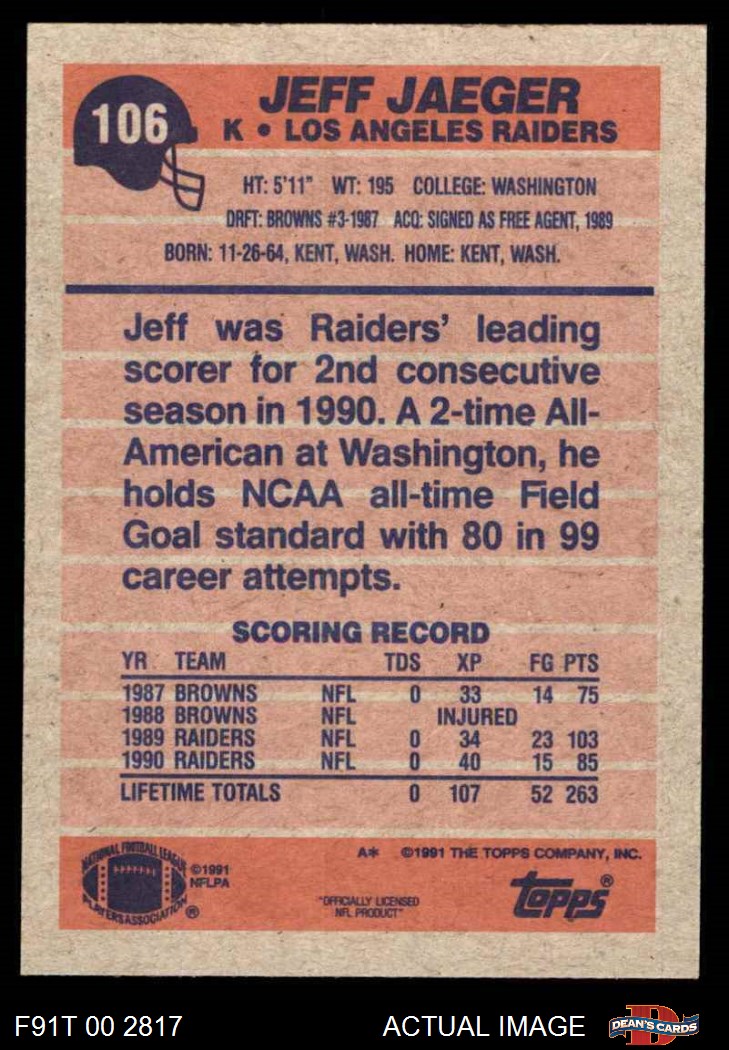 106
JEFF JAEGER
K • LOS ANGELES RAIDERS
HT: 5'11" WT: 195 COLLEGE: WASHINGTON
DRFT: BROWNS #3-1987 ACQ: SIGNED AS FREE AGENT, 1989
BORN: 11-26-64, KENT, WASH. HOME: KENT, WASH.
Jeff was Raiders' leading
scorer for 2nd consecutive
season in 1990. A 2-time All-
American at Washington, he
holds NCAA all-time Field
Goal standard with 80 in 99
career attempts.
SCORING RECORD
YR TEAM TDS XP FG PTS
1987 BROWNS NFL 0 33 14 75
1988 BROWNS NFL INJURED
1989 RAIDERS NFL 0 34 23 103
1990 RAIDERS NFL 0 40 15 85
LIFETIME TOTALS 0 107 52 263
NATIONAL FOOTBALL LEAGUE
PLAYERS ASSOCIATION ®
©1991
NFLPA
A* ©1991 THE TOPPS COMPANY, INC.
"OFFICIALLY LICENSED
NFL PRODUCT"
topps®
F91T 00 2817
ACTUAL IMAGE
DEAN'S CARDS